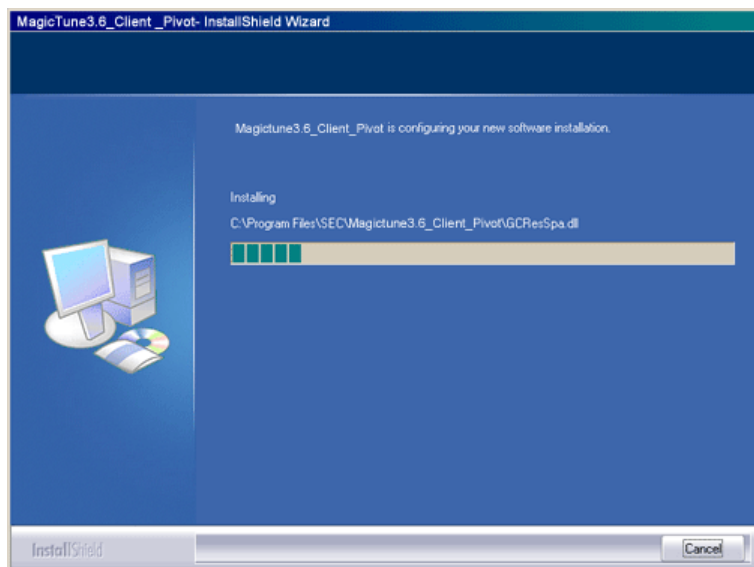 MagicTune3.6_Client _Pivot- InstallShield Wizard
Magictune3.6_Client_Pivot is configuring your new software installation.
Installing
C:\Program Files\SEC\Magictune3.6_Client_Pivot\GCResSpa.dll
InstallShield
Cancel